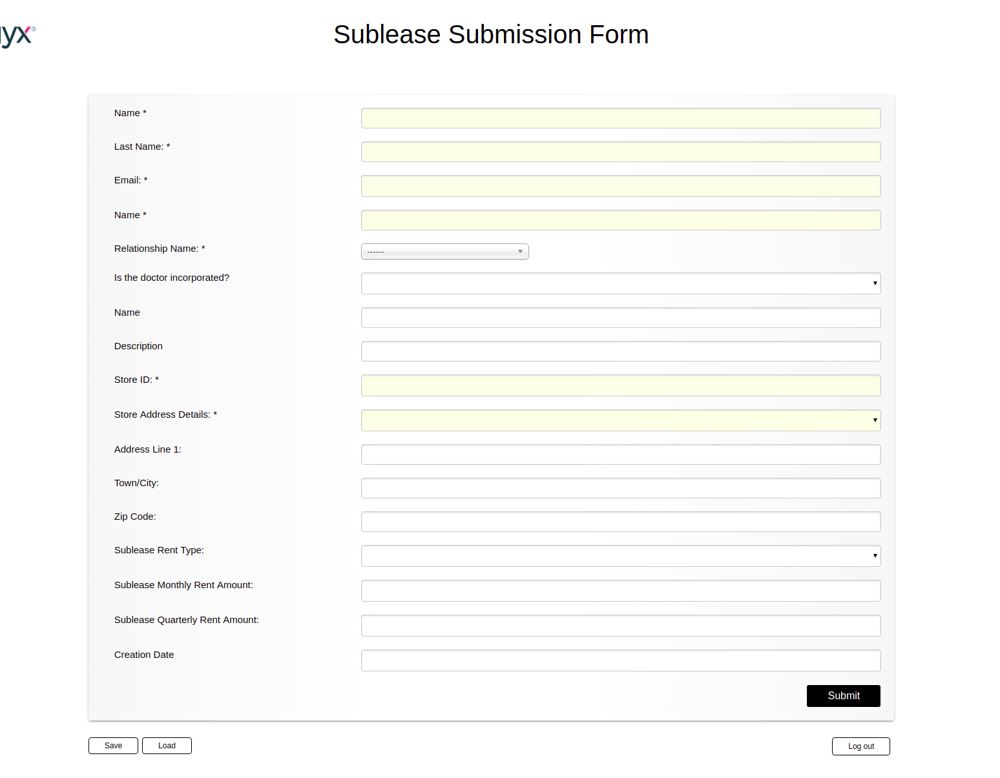 yx®
Sublease Submission Form
Name *
Last Name: *
Email: *
Name *
Relationship Name: *
------
Is the doctor incorporated?
Name
Description
Store ID: *
Store Address Details: *
Address Line 1:
Town/City:
Zip Code:
Sublease Rent Type:
Sublease Monthly Rent Amount:
Sublease Quarterly Rent Amount:
Creation Date
Submit
Save Load Log out